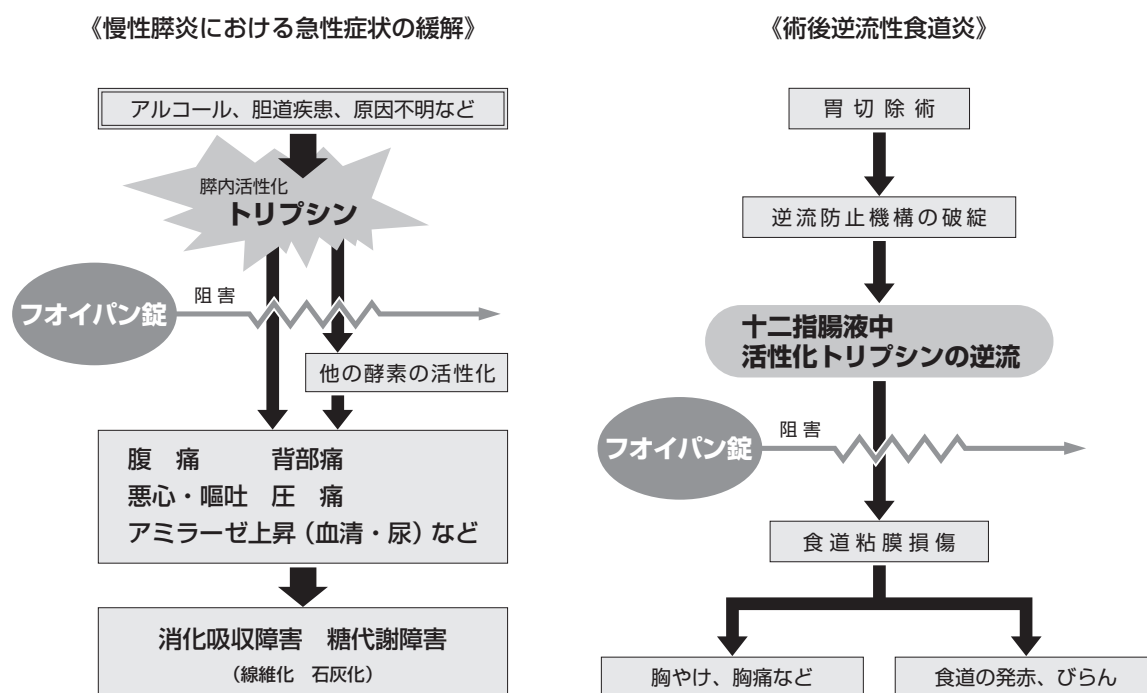 《慢性膵炎における急性症状の緩解》
アルコール、胆道疾患、原因不明など
膵内活性化
トリプシン
フオイパン錠
阻害
他の酵素の活性化
腹　痛　　　背部痛
悪心・嘔吐　圧　痛
アミラーゼ上昇（血清・尿）など
消化吸収障害　糖代謝障害
（線維化　石灰化）
《術後逆流性食道炎》
胃切除術
逆流防止機構の破綻
十二指腸液中
活性化トリプシンの逆流
フオイパン錠
阻害
食道粘膜損傷
胸やけ、胸痛など
食道の発赤、びらん